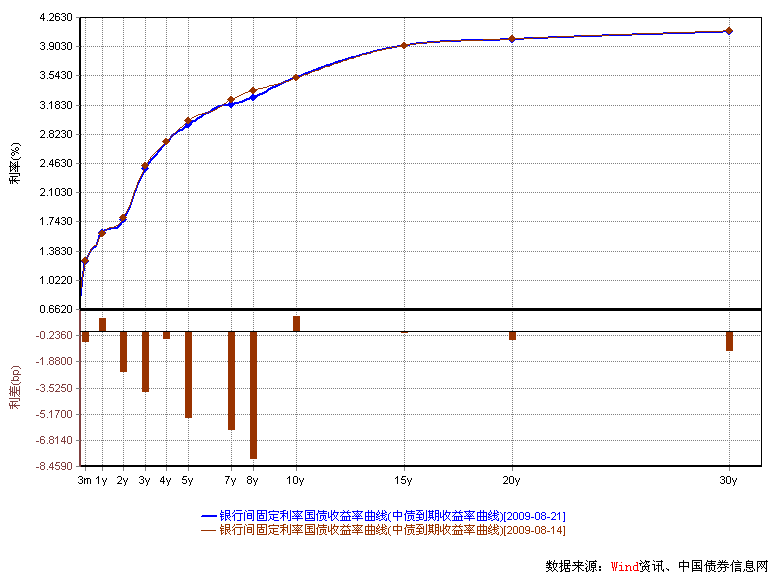 4.2630
3.9030
3.5430
3.1830
2.8230
2.4630
2.1030
1.7430
1.3830
1.0220
0.6620
利率(%)
-0.2360
-1.8800
-3.5250
-5.1700
-6.8140
-8.4590
利差(bp)
3m 1y 2y 3y 4y 5y 7y 8y 10y 15y 20y 30y
银行间固定利率国债收益率曲线(中债到期收益率曲线)[2009-08-21]
银行间固定利率国债收益率曲线(中债到期收益率曲线)[2009-08-14]
数据来源：Wind资讯、中国债券信息网